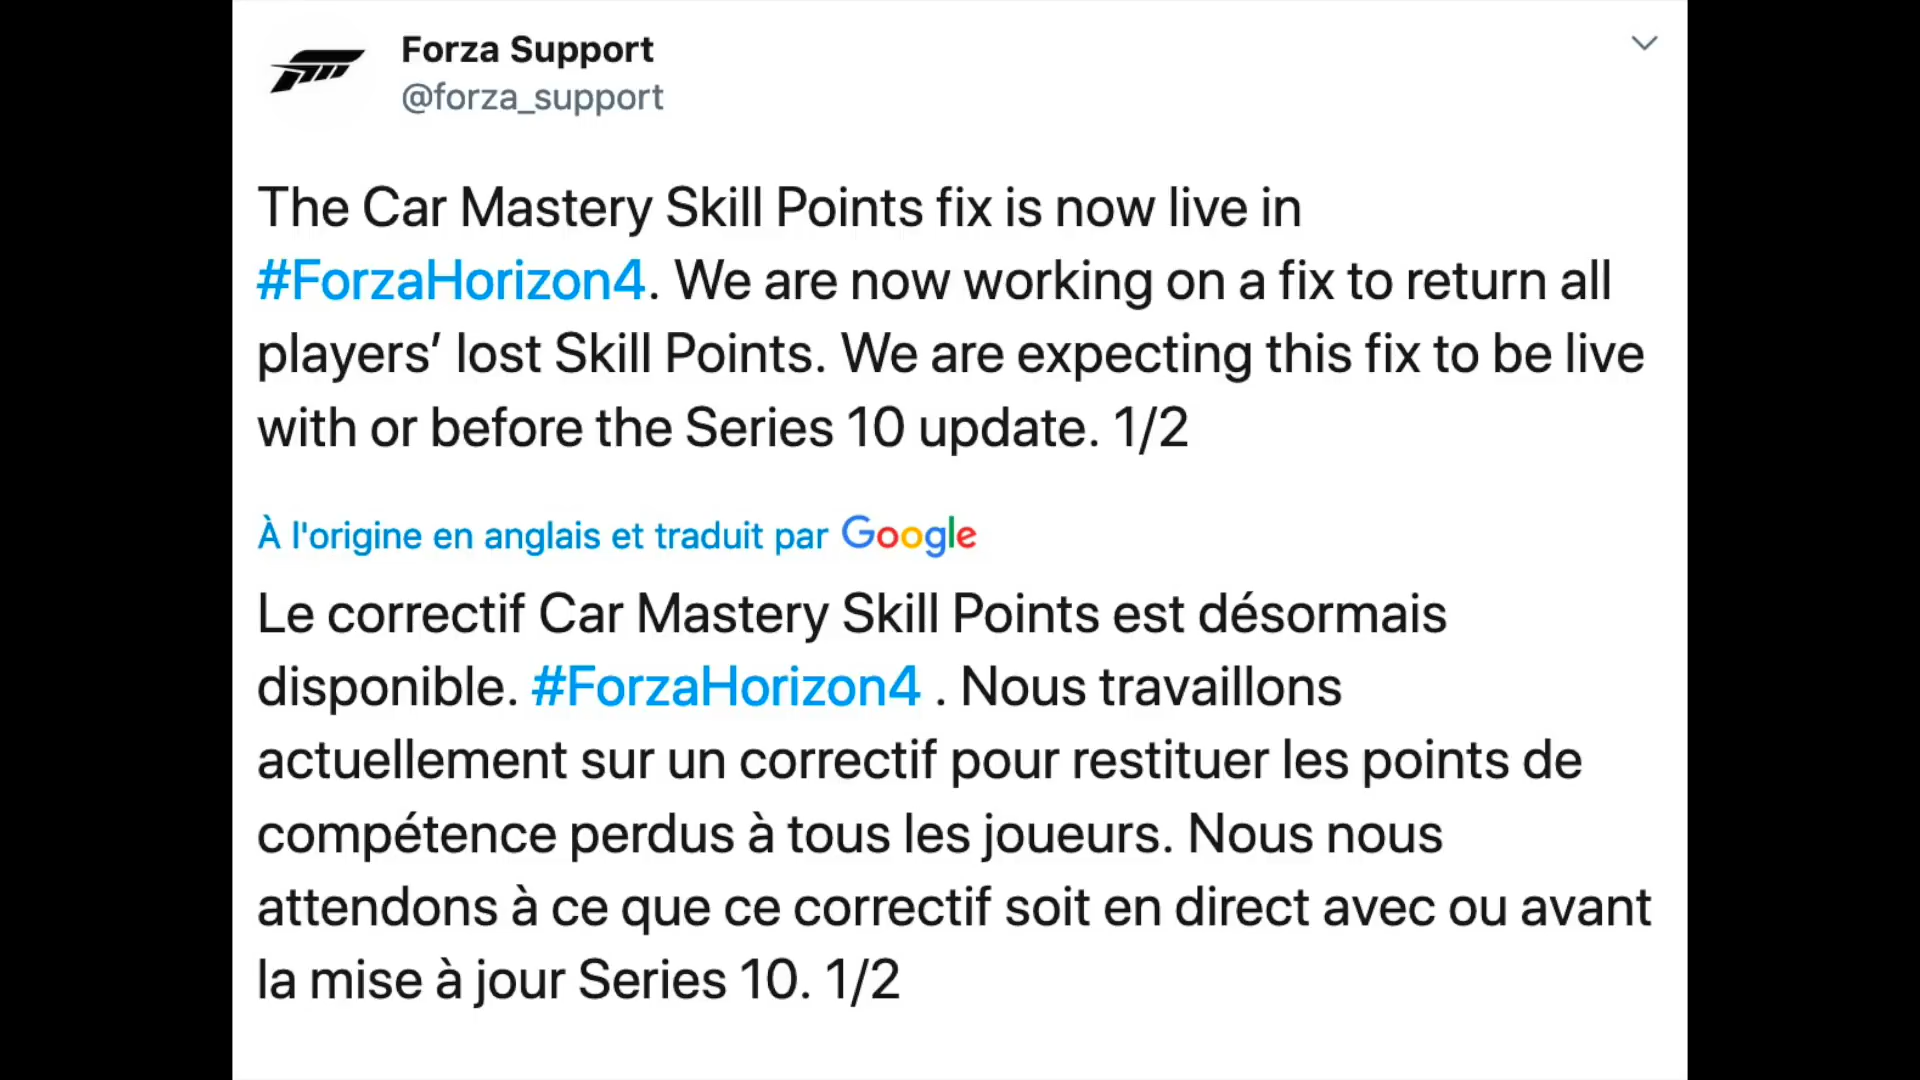 Forza Support
@forza_support
The Car Mastery Skill Points fix is now live in
#ForzaHorizon4. We are now working on a fix to return all
players’ lost Skill Points. We are expecting this fix to be live
with or before the Series 10 update. 1/2
À l'origine en anglais et traduit par Google
Le correctif Car Mastery Skill Points est désormais
disponible. #ForzaHorizon4 . Nous travaillons
actuellement sur un correctif pour restituer les points de
compétence perdus à tous les joueurs. Nous nous
attendons à ce que ce correctif soit en direct avec ou avant
la mise à jour Series 10. 1/2